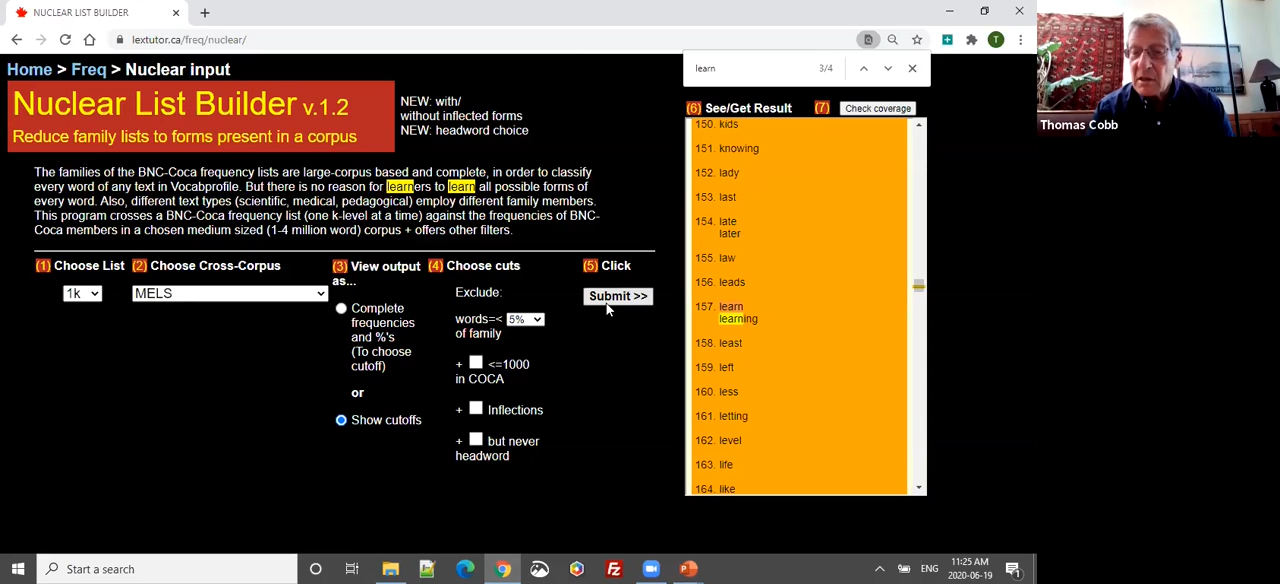 NUCLEAR LIST BUILDER
lextutor.ca/freq/nuclear/
T
learn
3/4
Home > Freq > Nuclear input
Nuclear List Builder v.1.2
Reduce family lists to forms present in a corpus
NEW: with/
without inflected forms
NEW: headword choice
The families of the BNC-Coca frequency lists are large-corpus based and complete, in order to classify
every word of any text in Vocabprofile. But there is no reason for learners to learn all possible forms of
every word. Also, different text types (scientific, medical, pedagogical) employ different family members.
This program crosses a BNC-Coca frequency list (one k-level at a time) against the frequencies of BNC-
Coca members in a chosen medium sized (1-4 million word) corpus + offers other filters.
(1) Choose List
1k
(2) Choose Cross-Corpus
MELS
(3) View output
as...
Complete
frequencies
and %'s
(To choose
cutoff)
or
Show cutoffs
(4) Choose cuts
Exclude:
words=< 5%
of family
+ <=1000
in COCA
+ Inflections
+ but never
headword
(5) Click
Submit >>
(6) See/Get Result
(7) Check coverage
150. kids
151. knowing
152. lady
153. last
154. late
later
155. law
156. leads
157. learn
learning
158. least
159. left
160. less
161. letting
162. level
163. life
164. like
Thomas Cobb
Start a search
ENG
11:25 AM
2020-06-19
1